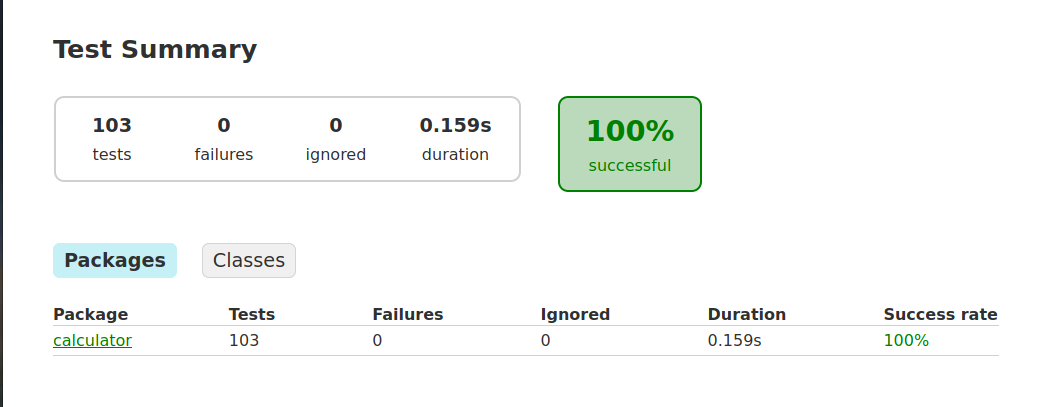 Test Summary
103 0 0 0.159s
tests failures ignored duration
100%
successful
Packages Classes
Package Tests Failures Ignored Duration Success rate
calculator 103 0 0 0.159s 100%